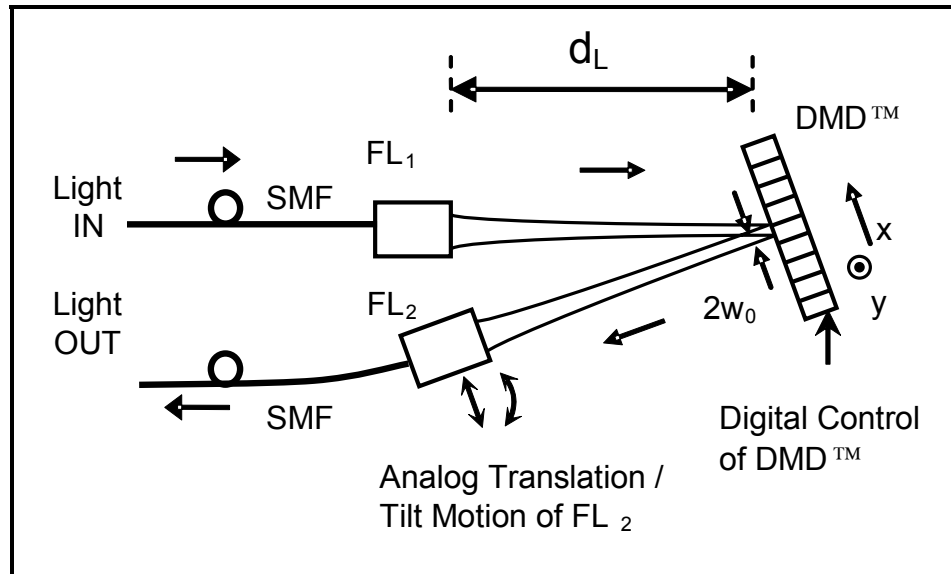 d_L
DMD™
FL₁
Light
IN
SMF
x
y
Light
OUT
FL₂
2w₀
SMF
Digital Control
of DMD™
Analog Translation /
Tilt Motion of FL ₂